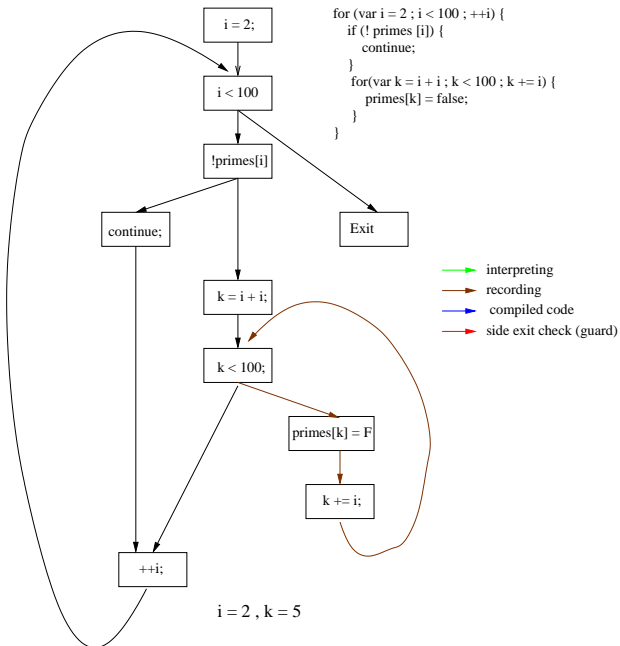 i = 2;
for (var i = 2 ; i < 100 ; ++i) {
if (! primes [i]) {
continue;
}
for(var k = i + i ; k < 100 ; k += i) {
primes[k] = false;
}
}
i < 100
!primes[i]
continue;
Exit
k = i + i;
k < 100;
primes[k] = F
k += i;
++i;
interpreting
recording
compiled code
side exit check (guard)
i = 2 , k = 5